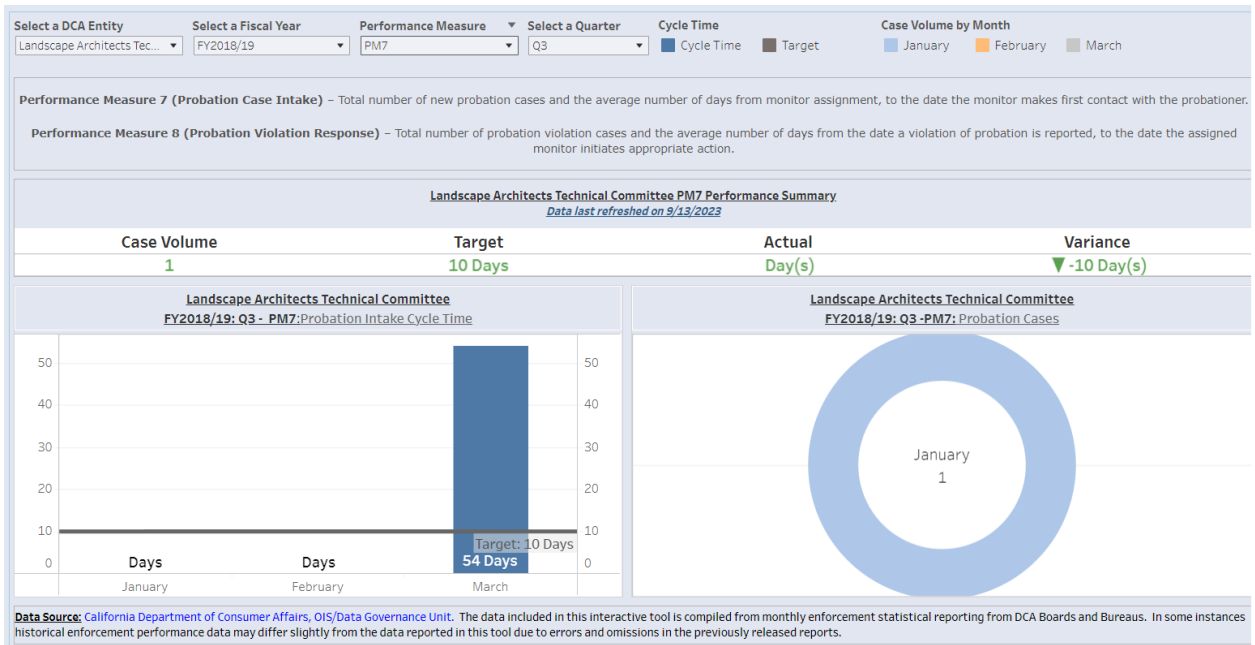 Select a DCA Entity
Select a Fiscal Year
Performance Measure
Select a Quarter
Cycle Time
Case Volume by Month
Landscape Architects Tec...
FY2018/19
PM7
Q3
Cycle Time
Target
January
February
March
Performance Measure 7 (Probation Case Intake) – Total number of new probation cases and the average number of days from monitor assignment, to the date the monitor makes first contact with the probationer.
Performance Measure 8 (Probation Violation Response) – Total number of probation violation cases and the average number of days from the date a violation of probation is reported, to the date the assigned
monitor initiates appropriate action.
Landscape Architects Technical Committee PM7 Performance Summary
Data last refreshed on 9/13/2023
Case Volume
Target
Actual
Variance
1
10 Days
Day(s)
▼ -10 Day(s)
Landscape Architects Technical Committee
FY2018/19: Q3 - PM7:Probation Intake Cycle Time
50
50
40
40
30
30
20
20
10
10
Target: 10 Days
0
Days
Days
54 Days
0
January
February
March
Landscape Architects Technical Committee
FY2018/19: Q3 -PM7: Probation Cases
January
1
Data Source: California Department of Consumer Affairs, OIS/Data Governance Unit. The data included in this interactive tool is compiled from monthly enforcement statistical reporting from DCA Boards and Bureaus. In some instances
historical enforcement performance data may differ slightly from the data reported in this tool due to errors and omissions in the previously released reports.